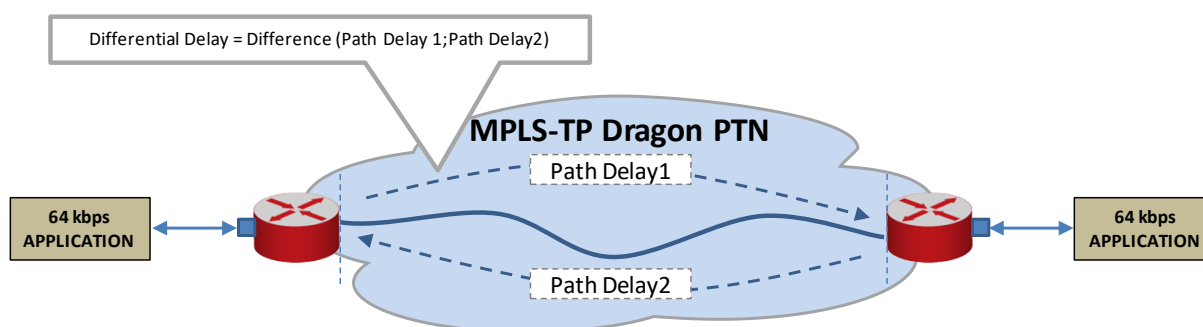 Differential Delay = Difference (Path Delay 1;Path Delay2)
MPLS-TP Dragon PTN
Path Delay1
64 kbps
APPLICATION
64 kbps
APPLICATION
Path Delay2